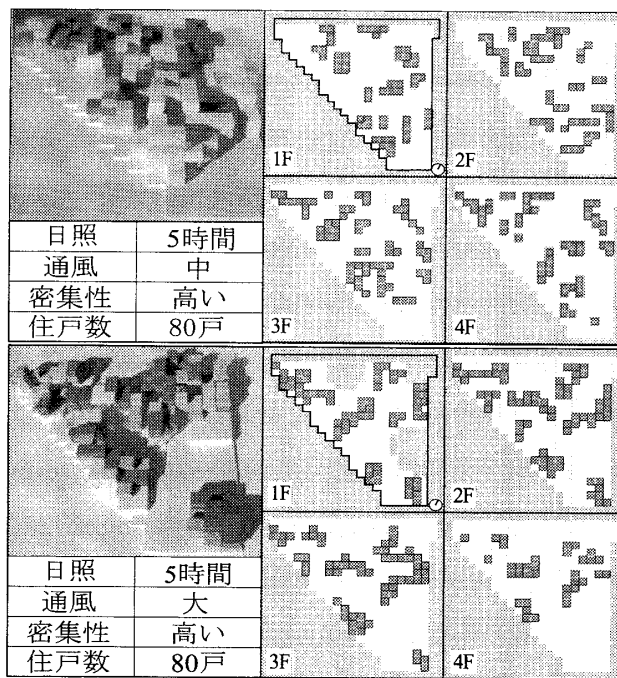 1F
2F
3F
4F
日照 5時間
通風 中
密集性 高い
住戸数 80戸
1F
2F
3F
4F
日照 5時間
通風 大
密集性 高い
住戸数 80戸